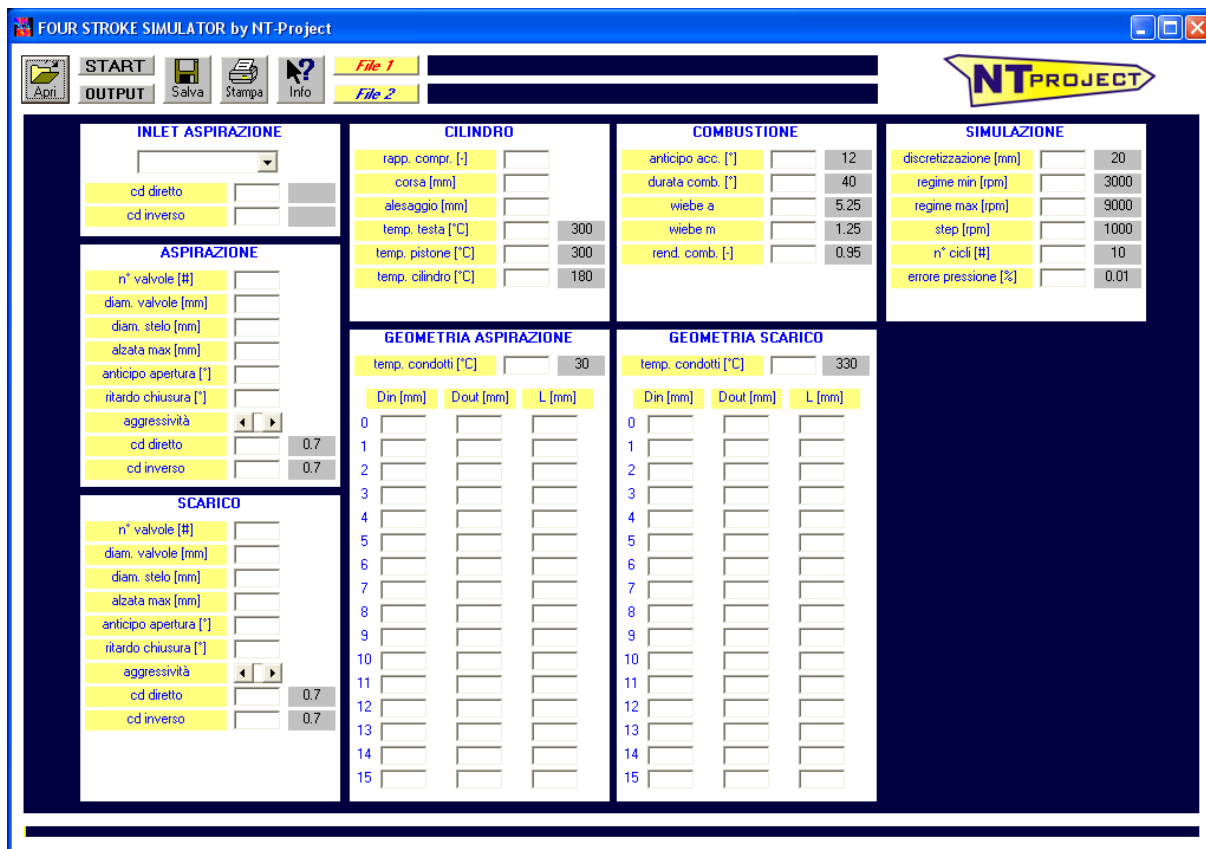 FOUR STROKE SIMULATOR by NT-Project
Apri
START
OUTPUT
Salva
Stampa
Info
File 1
File 2
NT PROJECT
INLET ASPIRAZIONE
cd diretto
cd inverso
ASPIRAZIONE
n° valvole [#]
diam. valvole [mm]
diam. stelo [mm]
alzata max [mm]
anticipo apertura [°]
ritardo chiusura [°]
aggressività
cd diretto 0.7
cd inverso 0.7
SCARICO
n° valvole [#]
diam. valvole [mm]
diam. stelo [mm]
alzata max [mm]
anticipo apertura [°]
ritardo chiusura [°]
aggressività
cd diretto 0.7
cd inverso 0.7
CILINDRO
rapp. compr. [-]
corsa [mm]
alesaggio [mm]
temp. testa [°C] 300
temp. pistone [°C] 300
temp. cilindro [°C] 180
GEOMETRIA ASPIRAZIONE
temp. condotti [°C] 30
Din [mm] Dout [mm] L [mm]
0
1
2
3
4
5
6
7
8
9
10
11
12
13
14
15
COMBUSTIONE
anticipo acc. [°] 12
durata comb. [°] 40
wiebe a 5.25
wiebe m 1.25
rend. comb. [-] 0.95
GEOMETRIA SCARICO
temp. condotti [°C] 330
Din [mm] Dout [mm] L [mm]
0
1
2
3
4
5
6
7
8
9
10
11
12
13
14
15
SIMULAZIONE
discretizzazione [mm] 20
regime min [rpm] 3000
regime max [rpm] 9000
step [rpm] 1000
n° cicli [#] 10
errore pressione [%] 0.01